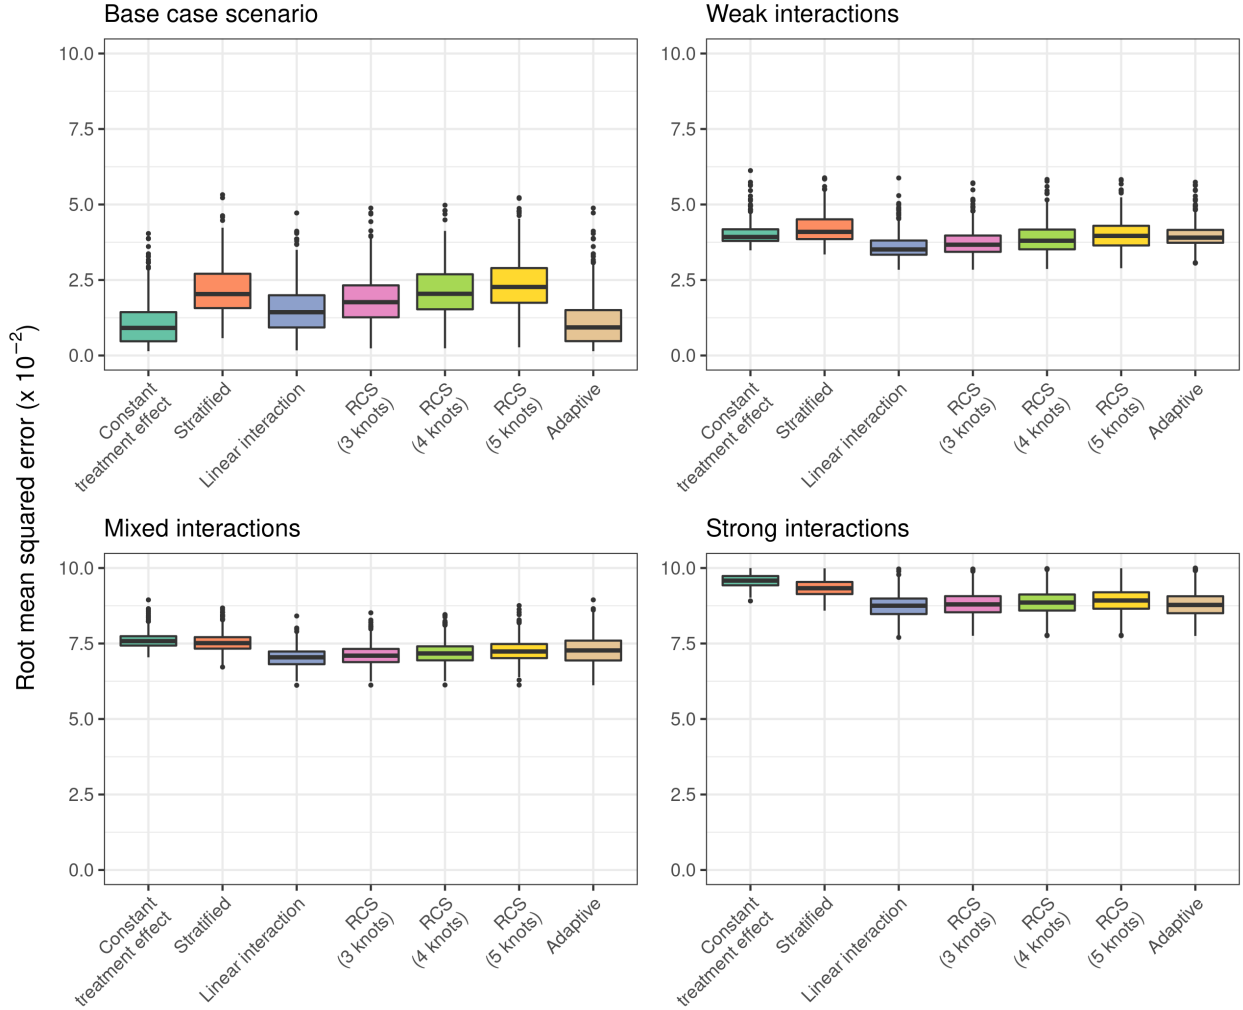 Base case scenario
Weak interactions
10.0
7.5
5.0
2.5
0.0
10.0
7.5
5.0
2.5
0.0
Constant
treatment effect
Stratified
Linear interaction
RCS
(3 knots)
RCS
(4 knots)
RCS
(5 knots)
Adaptive
Constant
treatment effect
Stratified
Linear interaction
RCS
(3 knots)
RCS
(4 knots)
RCS
(5 knots)
Adaptive
Root mean squared error (x 10⁻²)
Mixed interactions
Strong interactions
10.0
7.5
5.0
2.5
0.0
10.0
7.5
5.0
2.5
0.0
Constant
treatment effect
Stratified
Linear interaction
RCS
(3 knots)
RCS
(4 knots)
RCS
(5 knots)
Adaptive
Constant
treatment effect
Stratified
Linear interaction
RCS
(3 knots)
RCS
(4 knots)
RCS
(5 knots)
Adaptive